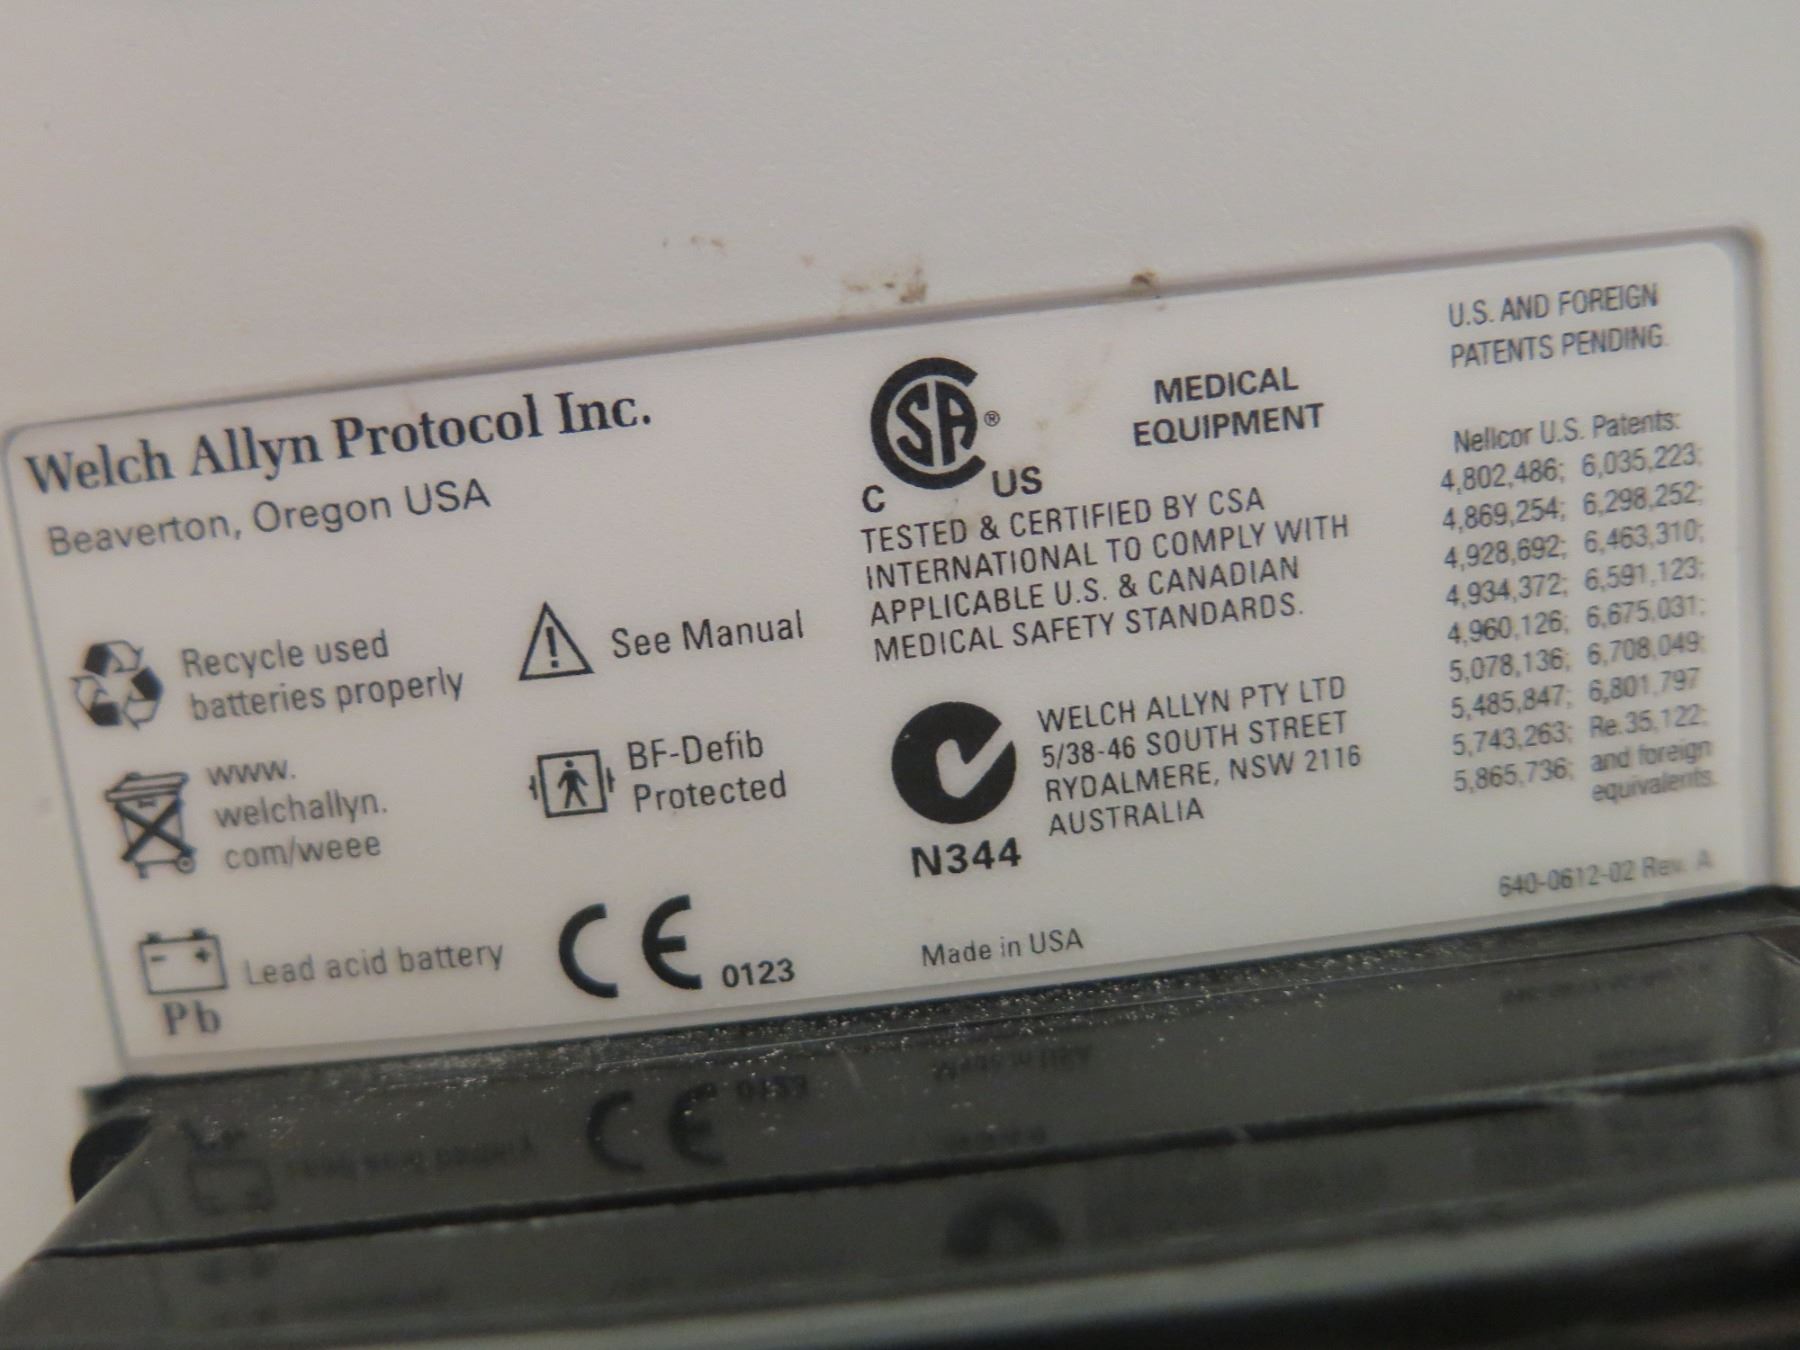 Welch Allyn Protocol Inc.
Beaverton, Oregon USA
Recycle used
batteries properly
www.
welchallyn.
com/weee
Lead acid battery
Pb
See Manual
BF-Defib
Protected
CE 0123
CSA ®
C US
MEDICAL
EQUIPMENT
TESTED & CERTIFIED BY CSA
INTERNATIONAL TO COMPLY WITH
APPLICABLE U.S. & CANADIAN
MEDICAL SAFETY STANDARDS.
N344
WELCH ALLYN PTY LTD
5/38-46 SOUTH STREET
RYDALMERE, NSW 2116
AUSTRALIA
Made in USA
U.S. AND FOREIGN
PATENTS PENDING.
Nellcor U.S. Patents:
4,802,486; 6,035,223;
4,869,254; 6,298,252;
4,928,692; 6,463,310;
4,934,372; 6,591,123;
4,960,126; 6,675,031;
5,078,136; 6,708,049;
5,485,847; 6,801,797
5,743,263; Re.35,122;
5,865,736; and foreign
equivalents.
640-0612-02 Rev. A